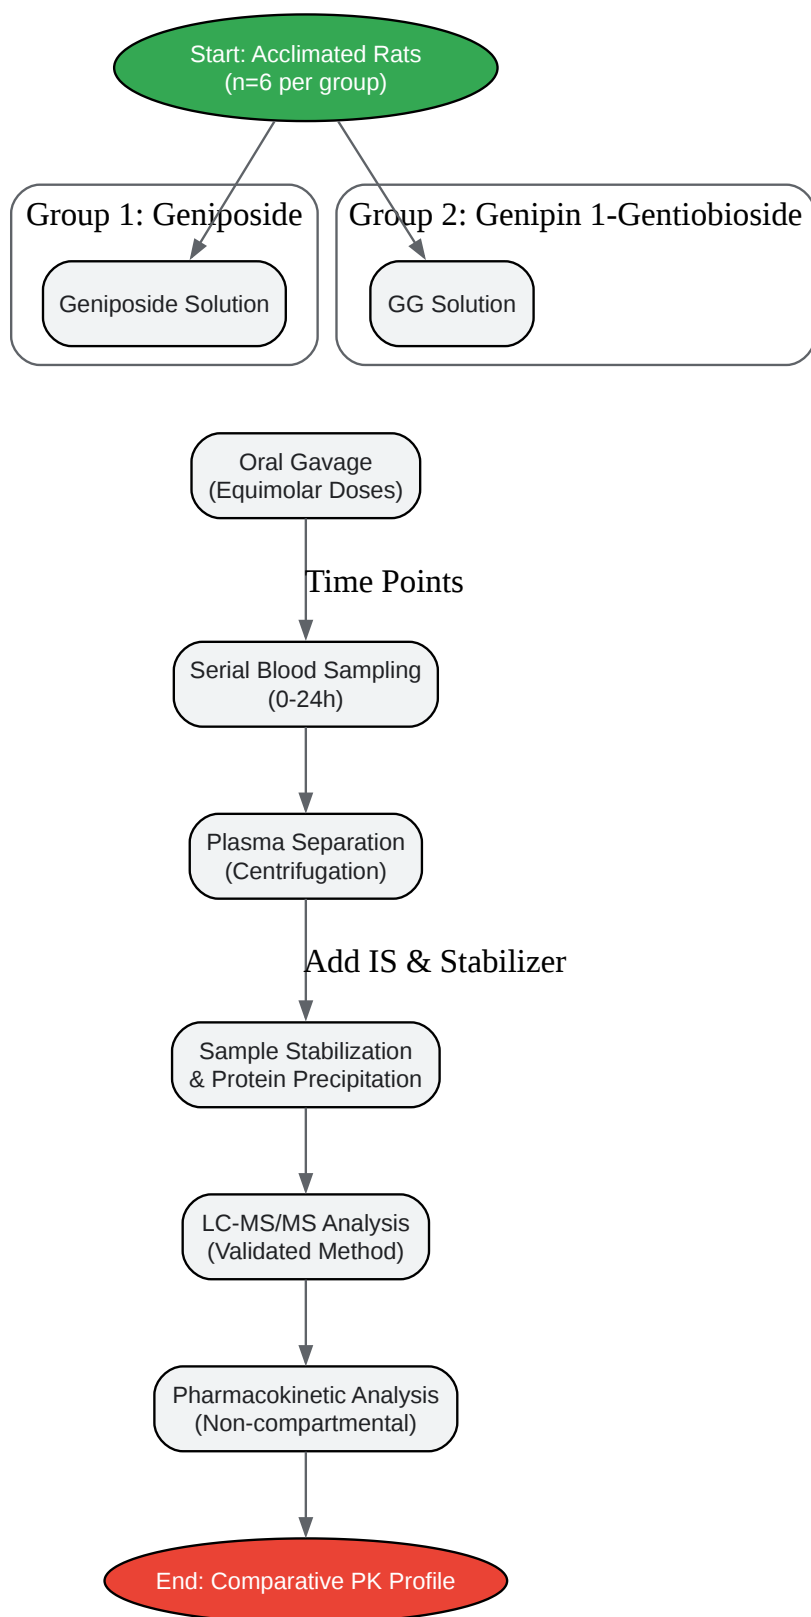 Start: Acclimated Rats
(n=6 per group)
Group 1: Geniposide
Group 2: Genipin 1-Gentiobioside
Geniposide Solution
GG Solution
Oral Gavage
(Equimolar Doses)
Time Points
Serial Blood Sampling
(0-24h)
Plasma Separation
(Centrifugation)
Add IS & Stabilizer
Sample Stabilization
& Protein Precipitation
LC-MS/MS Analysis
(Validated Method)
Pharmacokinetic Analysis
(Non-compartmental)
End: Comparative PK Profile